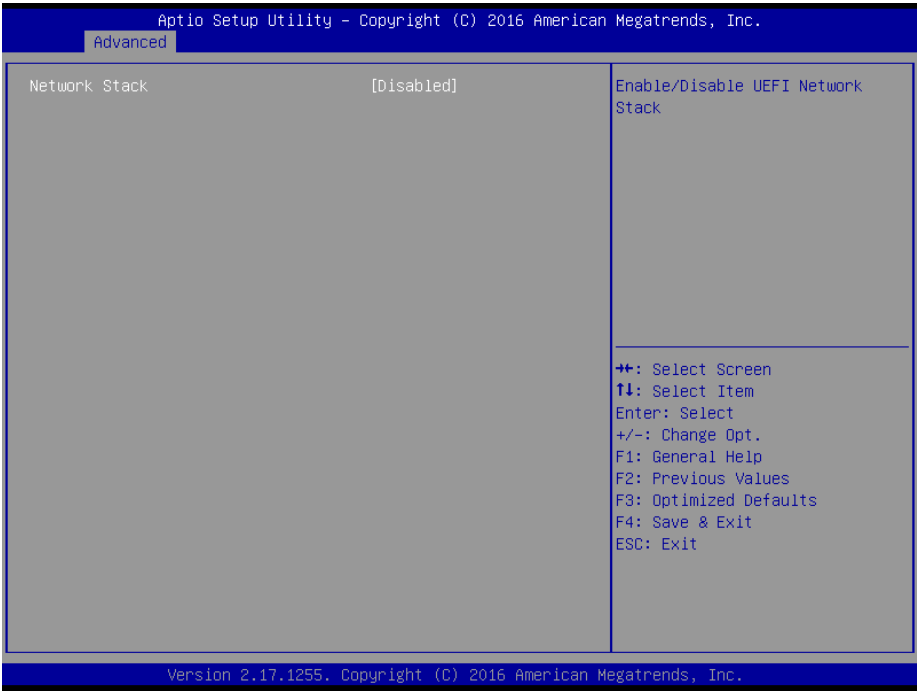 Aptio Setup Utility – Copyright (C) 2016 American Megatrends, Inc.
Advanced
Network Stack [Disabled]
Enable/Disable UEFI Network
Stack
→←: Select Screen
↑↓: Select Item
Enter: Select
+/-: Change Opt.
F1: General Help
F2: Previous Values
F3: Optimized Defaults
F4: Save & Exit
ESC: Exit
Version 2.17.1255. Copyright (C) 2016 American Megatrends, Inc.